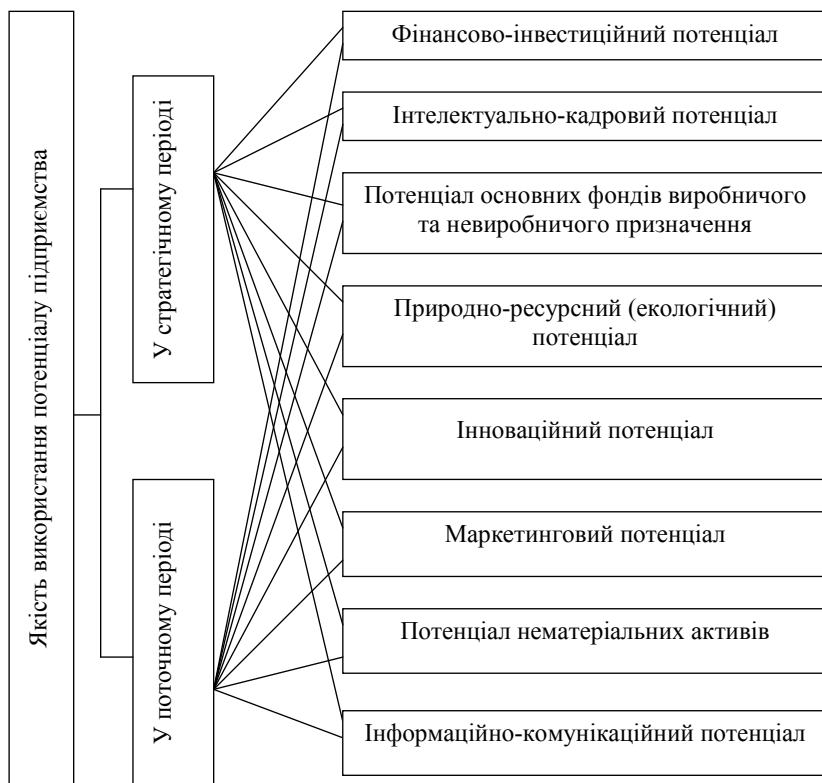 Якість використання потенціалу підприємства
У стратегічному періоді
У поточному періоді
Фінансово-інвестиційний потенціал
Інтелектуально-кадровий потенціал
Потенціал основних фондів виробничого
та невиробничого призначення
Природно-ресурсний (екологічний)
потенціал
Інноваційний потенціал
Маркетинговий потенціал
Потенціал нематеріальних активів
Інформаційно-комунікаційний потенціал